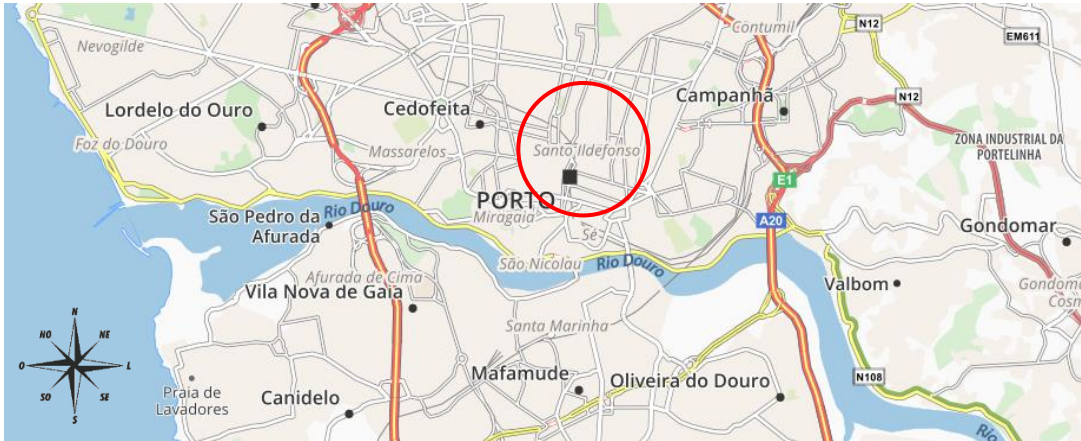 Contumil
N12
EM611
Nevogilde
Campanhã
N12
Lordelo do Ouro
Cedofeita
ZONA INDUSTRIAL DA
PORTELINHA
Foz do Douro
Massarelos
Santo Ildefonso
E1
PORTO
São Pedro da
Afurada
Rio Douro
Miragaia
A20
Gondomar
Sé
São Nicolau
Rio Douro
Afurada de Cima
Valbom
Gondoma
Cosm
Vila Nova de Gaia
Rio
N
NO
NE
O
L
SO
SE
S
Santa Marinha
Mafamude
Oliveira do Douro
N108
Praia de
Lavadores
Canidelo